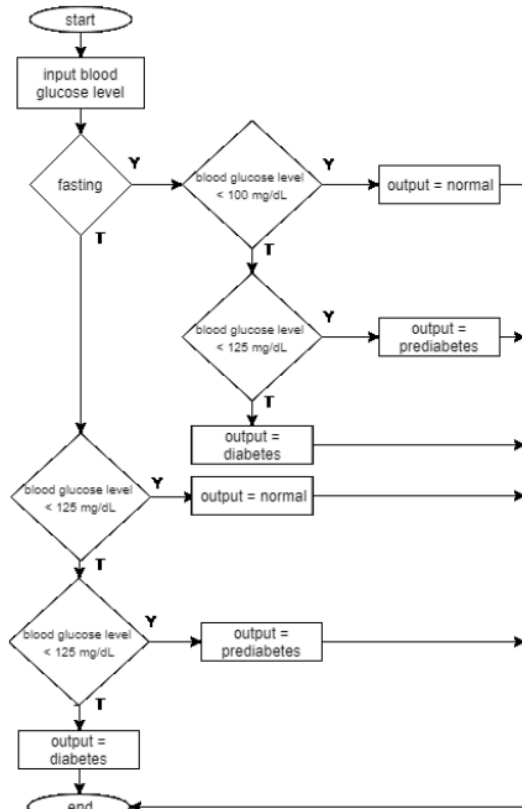 start
input blood
glucose level
fasting
Y
blood glucose level
< 100 mg/dL
Y
output = normal
T
T
blood glucose level
< 125 mg/dL
Y
output =
prediabetes
T
output =
diabetes
blood glucose level
< 125 mg/dL
Y
output = normal
T
blood glucose level
< 125 mg/dL
Y
output =
prediabetes
T
output =
diabetes
end